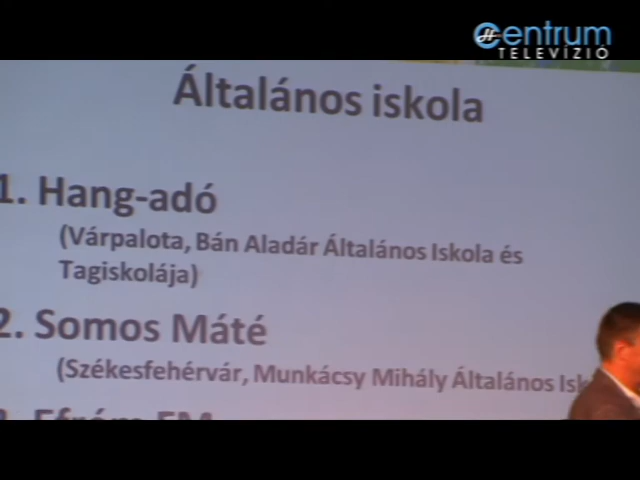 Centrum
TELEVÍZIÓ
Általános iskola
1. Hang-adó
(Várpalota, Bán Aladár Általános Iskola és
Tagiskolája)
2. Somos Máté
(Székesfehérvár, Munkácsy Mihály Általános Isk